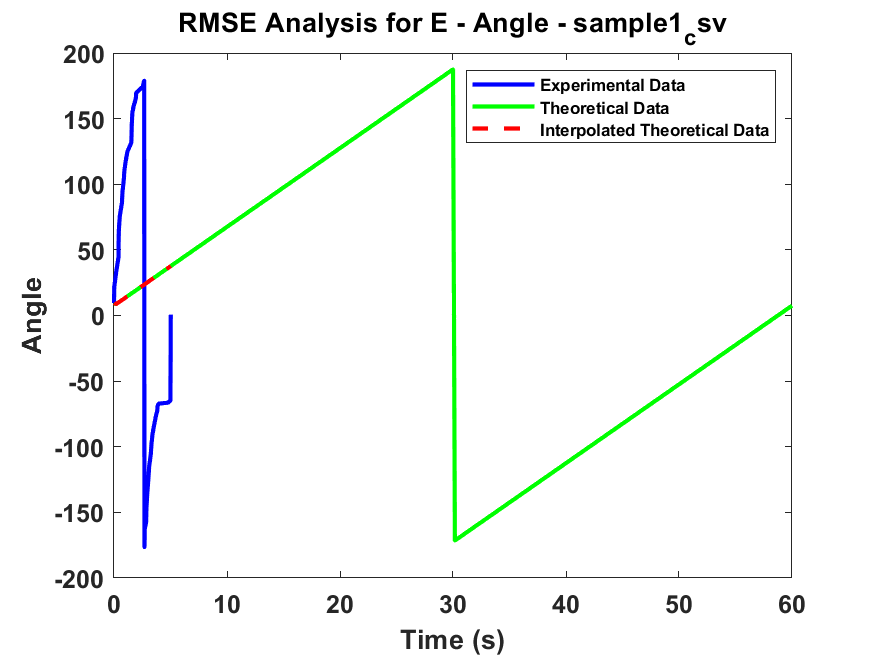 RMSE Analysis for E - Angle - sample1_csv
200
150
100
50
0
-50
-100
-150
-200
Angle
Experimental Data
Theoretical Data
Interpolated Theoretical Data
0 10 20 30 40 50 60
Time (s)